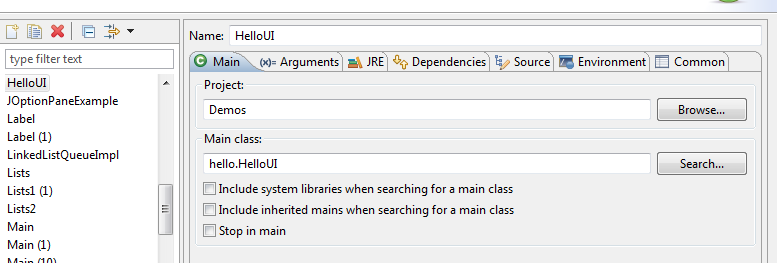 type filter text
HelloUI
JOptionPaneExample
Label
Label (1)
LinkedListQueueImpl
Lists
Lists1 (1)
Lists2
Main
Main (1)
Main (10)
Name: HelloUI
Main (x)= Arguments JRE Dependencies Source Environment Common
Project:
Demos Browse...
Main class:
hello.HelloUI Search...
Include system libraries when searching for a main class
Include inherited mains when searching for a main class
Stop in main